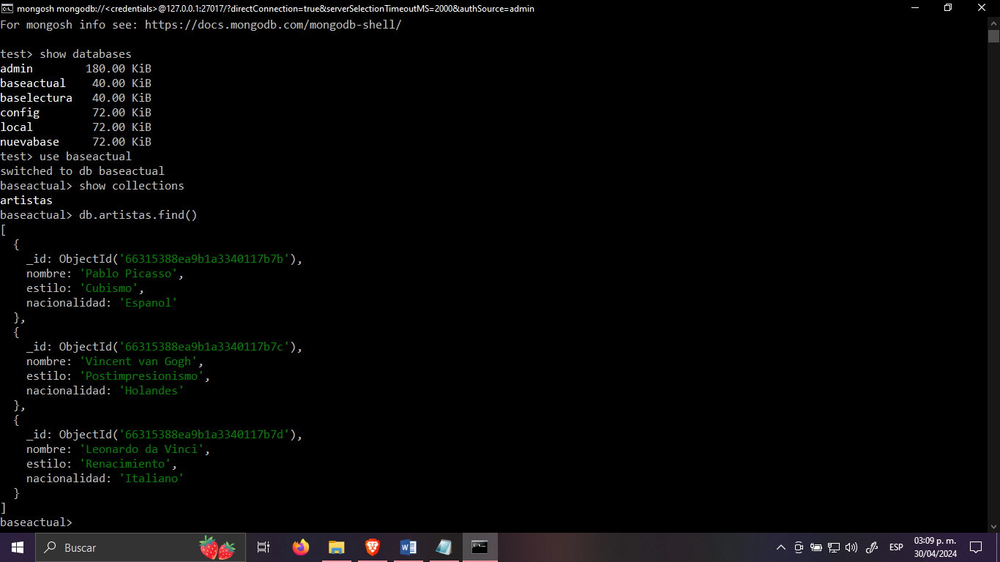 mongosh mongodb://<credentials>@127.0.0.1:27017/?directConnection=true&serverSelectionTimeoutMS=2000&authSource=admin
For mongosh info see: https://docs.mongodb.com/mongodb-shell/
test> show databases
admin        180.00 KiB
baseactual    40.00 KiB
baselectura   40.00 KiB
config        72.00 KiB
local         72.00 KiB
nuevabase     72.00 KiB
test> use baseactual
switched to db baseactual
baseactual> show collections
artistas
baseactual> db.artistas.find()
[
  {
    _id: ObjectId('66315388ea9b1a3340117b7b'),
    nombre: 'Pablo Picasso',
    estilo: 'Cubismo',
    nacionalidad: 'Espanol'
  },
  {
    _id: ObjectId('66315388ea9b1a3340117b7c'),
    nombre: 'Vincent van Gogh',
    estilo: 'Postimpresionismo',
    nacionalidad: 'Holandes'
  },
  {
    _id: ObjectId('66315388ea9b1a3340117b7d'),
    nombre: 'Leonardo da Vinci',
    estilo: 'Renacimiento',
    nacionalidad: 'Italiano'
  }
]
baseactual>
Buscar
ESP
03:09 p. m.
30/04/2024